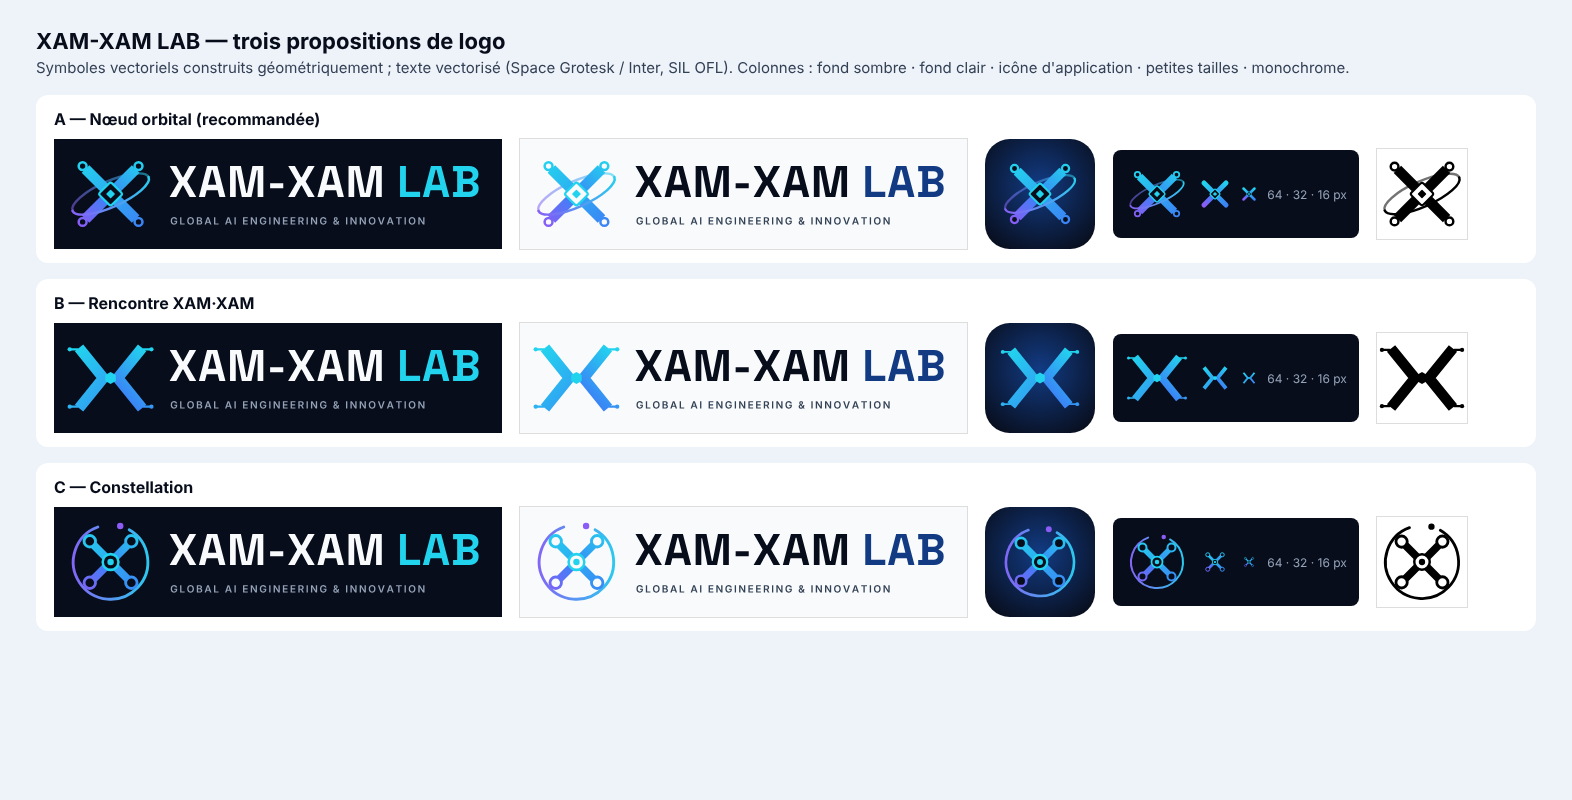 XAM-XAM LAB — trois propositions de logo
Symboles vectoriels construits géométriquement ; texte vectorisé (Space Grotesk / Inter, SIL OFL). Colonnes : fond sombre · fond clair · icône d'application · petites tailles · monochrome.
A — Nœud orbital (recommandée)
XAM-XAM LAB
GLOBAL AI ENGINEERING & INNOVATION
XAM-XAM LAB
GLOBAL AI ENGINEERING & INNOVATION
64 · 32 · 16 px
B — Rencontre XAM·XAM
XAM-XAM LAB
GLOBAL AI ENGINEERING & INNOVATION
XAM-XAM LAB
GLOBAL AI ENGINEERING & INNOVATION
64 · 32 · 16 px
C — Constellation
XAM-XAM LAB
GLOBAL AI ENGINEERING & INNOVATION
XAM-XAM LAB
GLOBAL AI ENGINEERING & INNOVATION
64 · 32 · 16 px